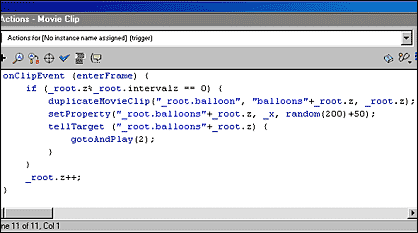 Actions - Movie Clip
Actions for [No instance name assigned] (trigger)
onClipEvent (enterFrame) {
if (_root.z%_root.intervalz == 0) {
duplicateMovieClip("_root.balloon", "balloons"+_root.z, _root.z);
setProperty("_root.balloons"+_root.z, _x, random(200)+50);
tellTarget ("_root.balloons"+_root.z) {
gotoAndPlay(2);
}
}
_root.z++;
}
ne 11 of 11, Col 1